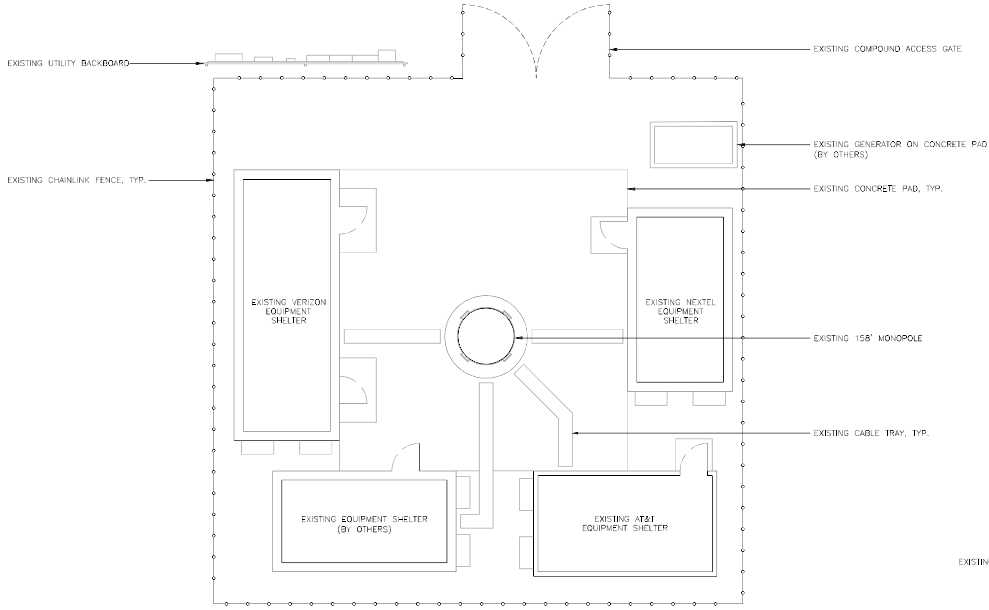 EXISTING COMPOUND ACCESS GATE
EXISTING UTILITY BACKBOARD
EXISTING GENERATOR ON CONCRETE PAD
(BY OTHERS)
EXISTING CHAINLINK FENCE, TYP.
EXISTING CONCRETE PAD, TYP.
EXISTING VERIZON
EQUIPMENT
SHELTER
EXISTING NEXTEL
EQUIPMENT
SHELTER
EXISTING 158' MONOPOLE
EXISTING CABLE TRAY, TYP.
EXISTING EQUIPMENT SHELTER
(BY OTHERS)
EXISTING AT&T
EQUIPMENT SHELTER
EXISTIN